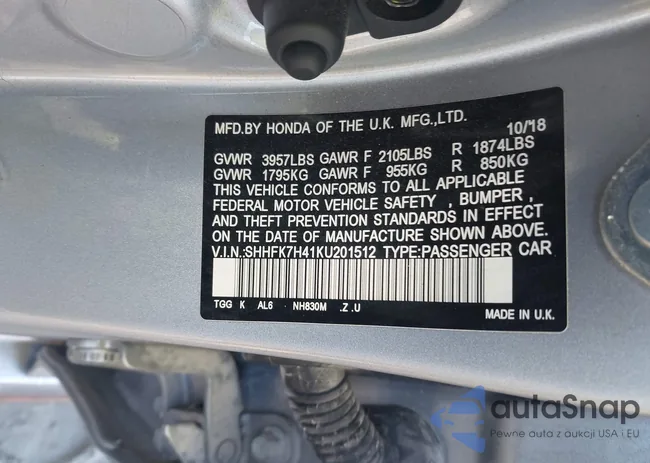 MFD.BY HONDA OF THE U.K. MFG.,LTD. 10/18
GVWR 3957LBS GAWR F 2105LBS R 1874LBS
GVWR 1795KG GAWR F 955KG R 850KG
THIS VEHICLE CONFORMS TO ALL APPLICABLE
FEDERAL MOTOR VEHICLE SAFETY , BUMPER ,
AND THEFT PREVENTION STANDARDS IN EFFECT
ON DATE OF MANUFACTURE SHOWN ABOVE.
V.I.N.:SHHFK7H41KU201512 TYPE:PASSENGER CAR
TGG K AL6 NH830M .Z .U
MADE IN U.K.
autaSnap
Pewne auta z aukcji USA i EU